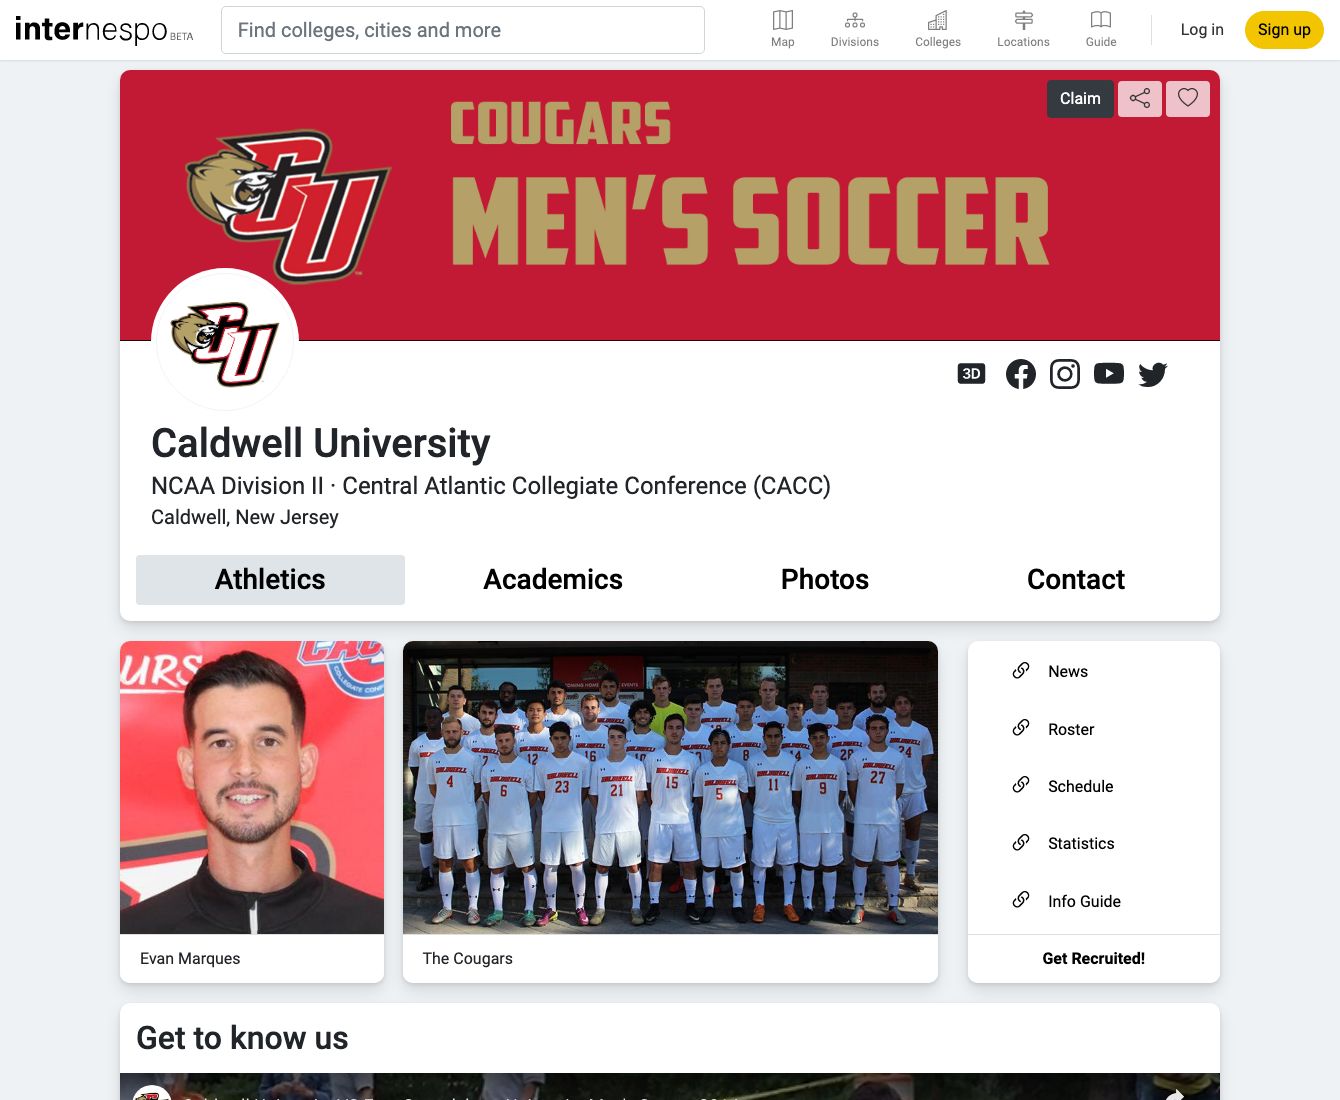 internespo BETA
Find colleges, cities and more
Map
Divisions
Colleges
Locations
Guide
Log in
Sign up
COUGARS
MEN'S SOCCER
CU
Claim
CU
3D
Caldwell University
NCAA Division II · Central Atlantic Collegiate Conference (CACC)
Caldwell, New Jersey
Athletics
Academics
Photos
Contact
Evan Marques
The Cougars
News
Roster
Schedule
Statistics
Info Guide
Get Recruited!
Get to know us